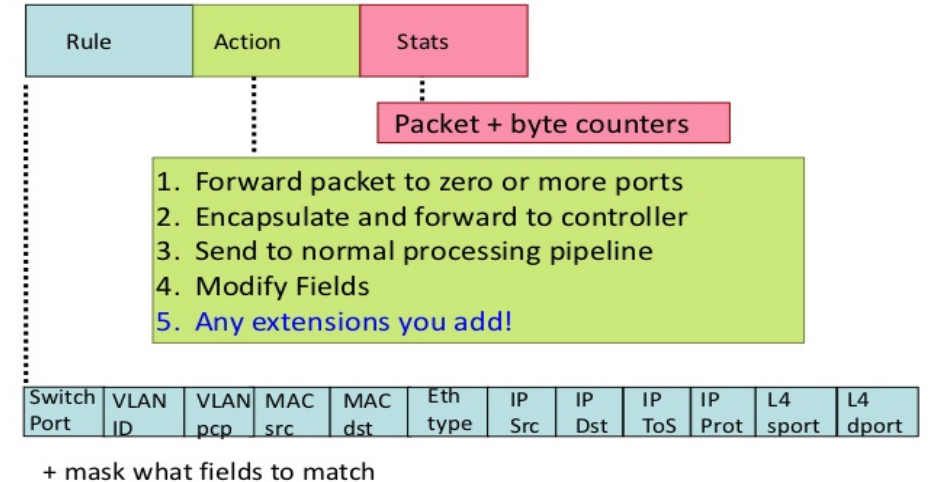 Rule Action Stats
Packet + byte counters
1. Forward packet to zero or more ports
2. Encapsulate and forward to controller
3. Send to normal processing pipeline
4. Modify Fields
5. Any extensions you add!
Switch Port
VLAN ID
VLAN pcp
MAC src
MAC dst
Eth type
IP Src
IP Dst
IP ToS
IP Prot
L4 sport
L4 dport
+ mask what fields to match